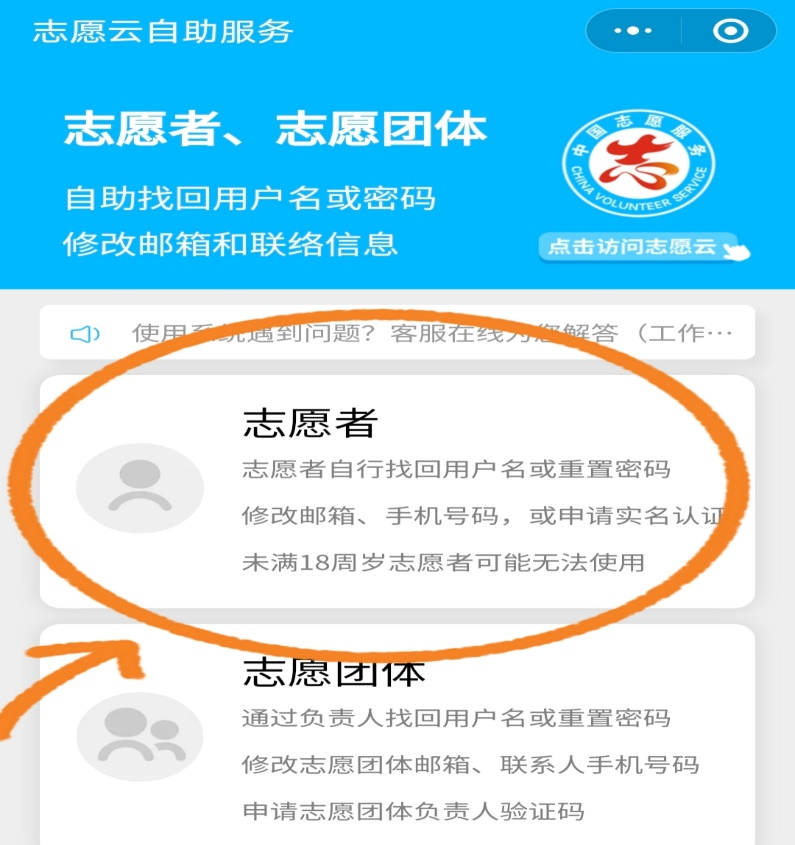 志愿云自助服务
志愿者、志愿团体
自助找回用户名或密码
修改邮箱和联络信息
中国志愿服务
CHINA VOLUNTEER SERVICE
点击访问志愿云
使用系统遇到问题？客服在线为您解答（工作…
志愿者
志愿者自行找回用户名或重置密码
修改邮箱、手机号码，或申请实名认证
未满18周岁志愿者可能无法使用
志愿团体
通过负责人找回用户名或重置密码
修改志愿团体邮箱、联系人手机号码
申请志愿团体负责人验证码